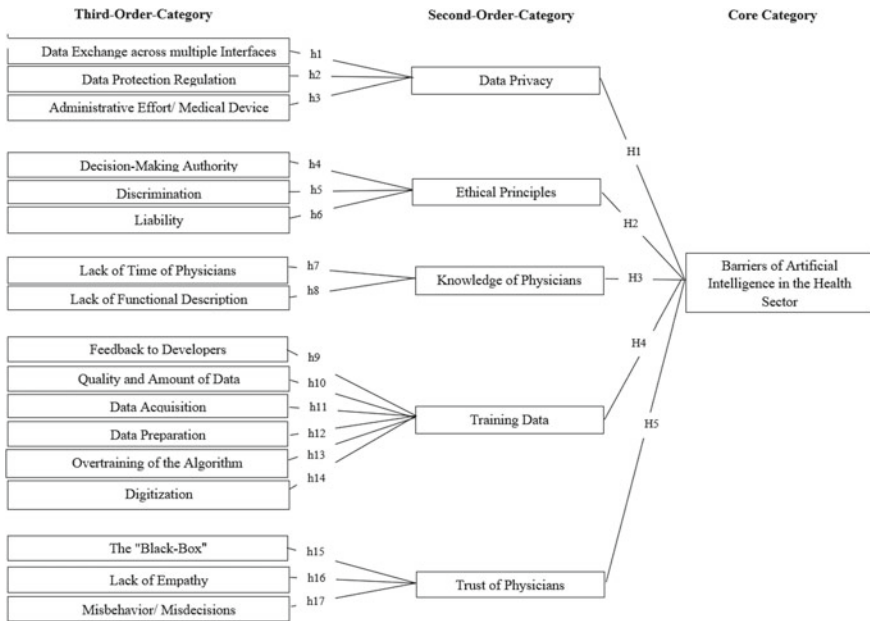 Third-Order-Category
Second-Order-Category
Core Category
Data Exchange across multiple Interfaces
h1
Data Protection Regulation
h2
Administrative Effort/ Medical Device
h3
Data Privacy
H1
Decision-Making Authority
h4
Discrimination
h5
Liability
h6
Ethical Principles
H2
Lack of Time of Physicians
h7
Lack of Functional Description
h8
Knowledge of Physicians
H3
Feedback to Developers
h9
Quality and Amount of Data
h10
Data Acquisition
h11
Data Preparation
h12
Overtraining of the Algorithm
h13
Digitization
h14
Training Data
H4
The "Black-Box"
h15
Lack of Empathy
h16
Misbehavior/ Misdecisions
h17
Trust of Physicians
H5
Barriers of Artificial
Intelligence in the Health
Sector